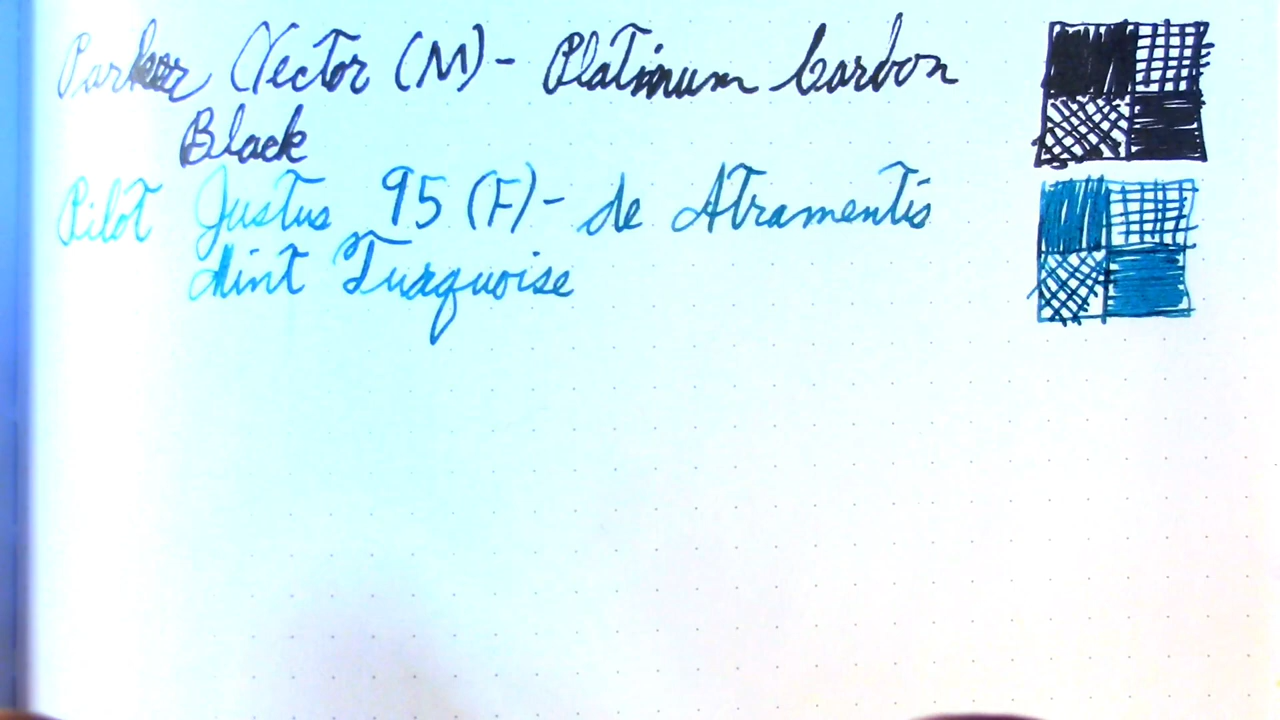 Parker Vector (M) - Platinum Carbon
Black
Pilot Justus 95 (F) - de Atramentis
Mint Turquoise